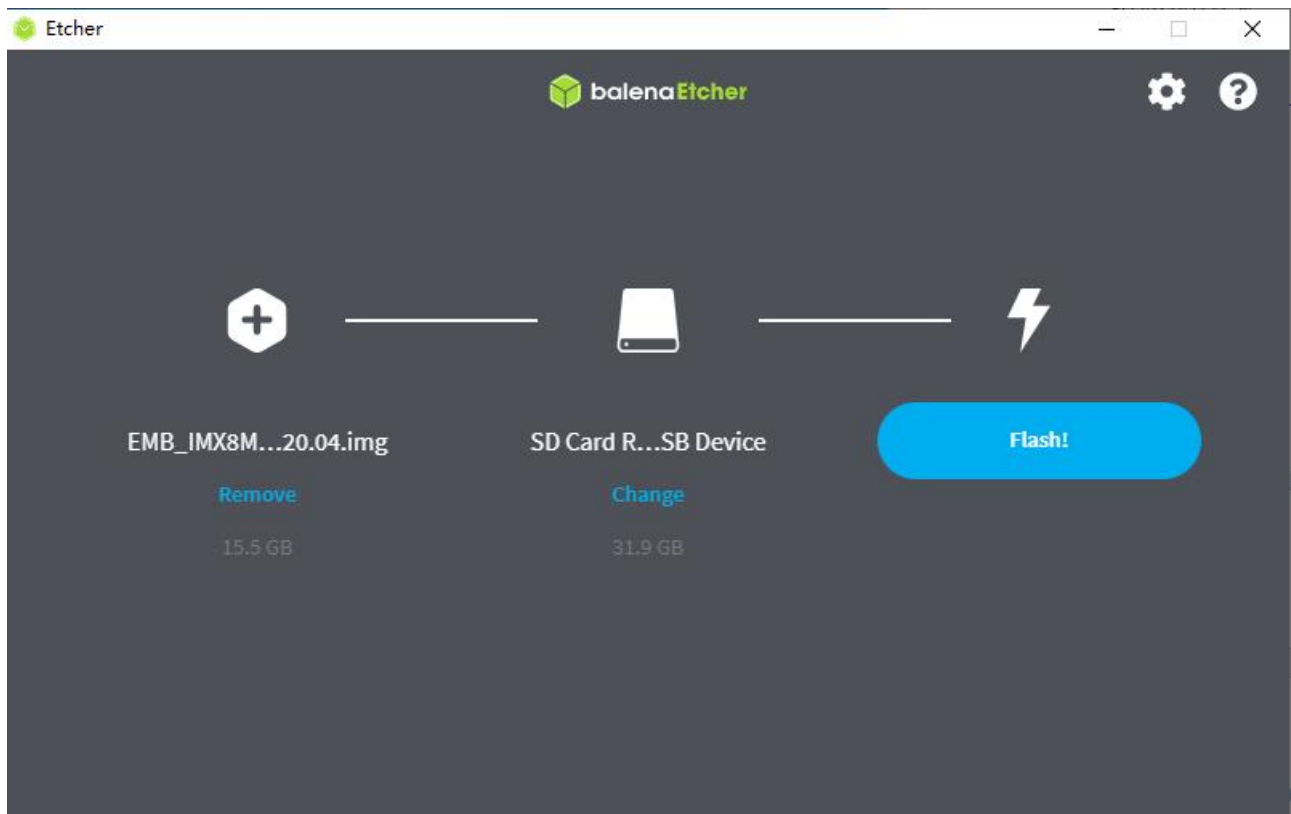 Etcher
balenaEtcher
EMB_IMX8M...20.04.img
SD Card R...SB Device
Flash!
Remove
Change
15.5 GB
31.9 GB